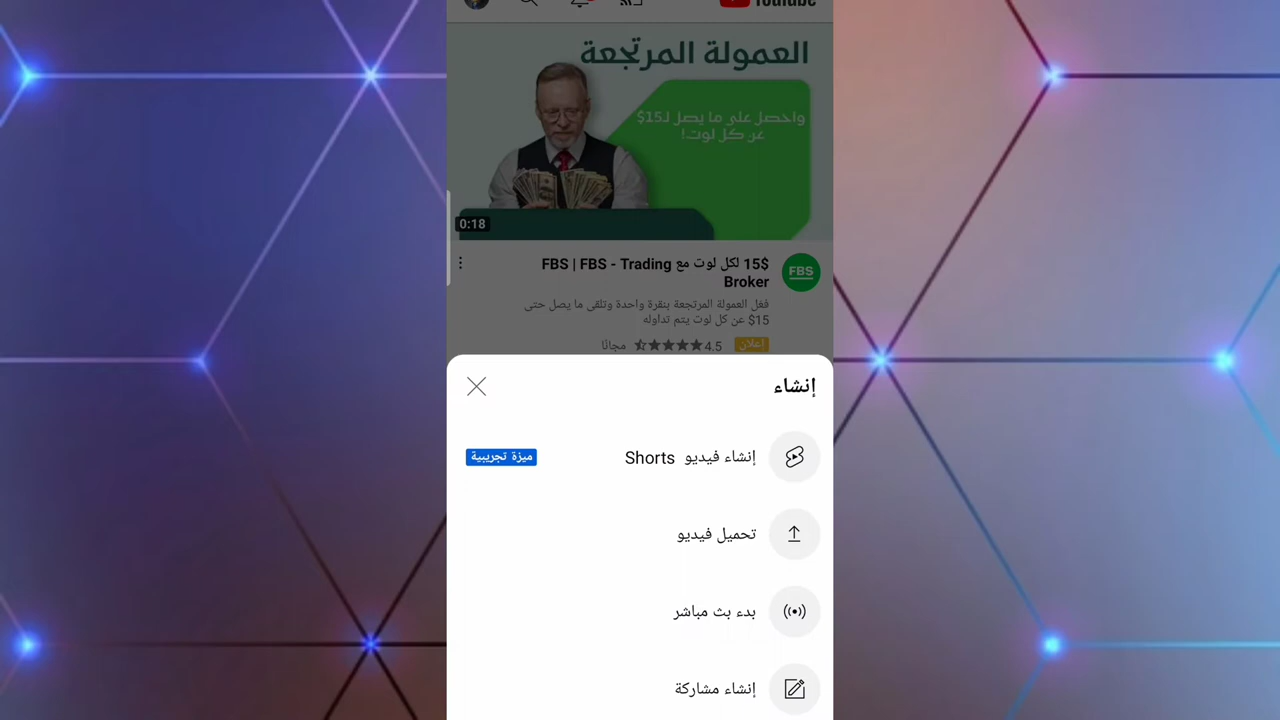 YouTube
العمولة المرتجعة
واحصل على ما يصل لـ15$
عن كل لوت!
0:18
15$ لكل لوت مع FBS | FBS - Trading
Broker
FBS
فعّل العمولة المرتجعة بنقرة واحدة وتلقى ما يصل حتى
15$ عن كل لوت يتم تداوله
إعلان 4.5 مجانًا
إنشاء
إنشاء فيديو Shorts ميزة تجريبية
تحميل فيديو
بدء بث مباشر
إنشاء مشاركة